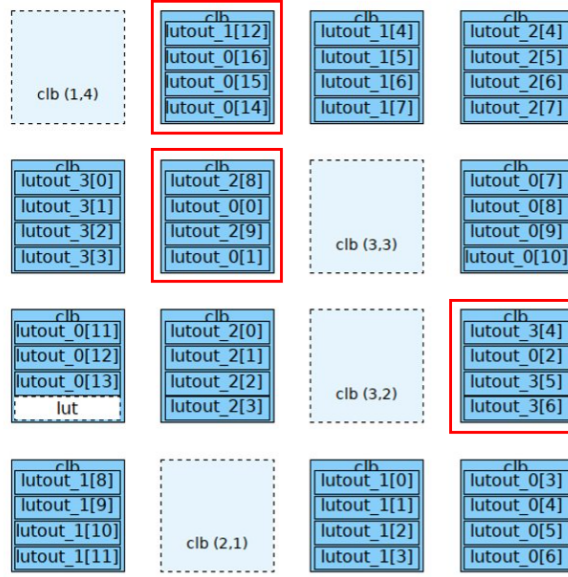 clb (1,4)
clb
lutout_1[12]
lutout_0[16]
lutout_0[15]
lutout_0[14]
clb
lutout_1[4]
lutout_1[5]
lutout_1[6]
lutout_1[7]
clb
lutout_2[4]
lutout_2[5]
lutout_2[6]
lutout_2[7]
clb
lutout_3[0]
lutout_3[1]
lutout_3[2]
lutout_3[3]
clb
lutout_2[8]
lutout_0[0]
lutout_2[9]
lutout_0[1]
clb (3,3)
clb
lutout_0[7]
lutout_0[8]
lutout_0[9]
lutout_0[10]
clb
lutout_0[11]
lutout_0[12]
lutout_0[13]
lut
clb
lutout_2[0]
lutout_2[1]
lutout_2[2]
lutout_2[3]
clb (3,2)
clb
lutout_3[4]
lutout_0[2]
lutout_3[5]
lutout_3[6]
clb
lutout_1[8]
lutout_1[9]
lutout_1[10]
lutout_1[11]
clb (2,1)
clb
lutout_1[0]
lutout_1[1]
lutout_1[2]
lutout_1[3]
clb
lutout_0[3]
lutout_0[4]
lutout_0[5]
lutout_0[6]